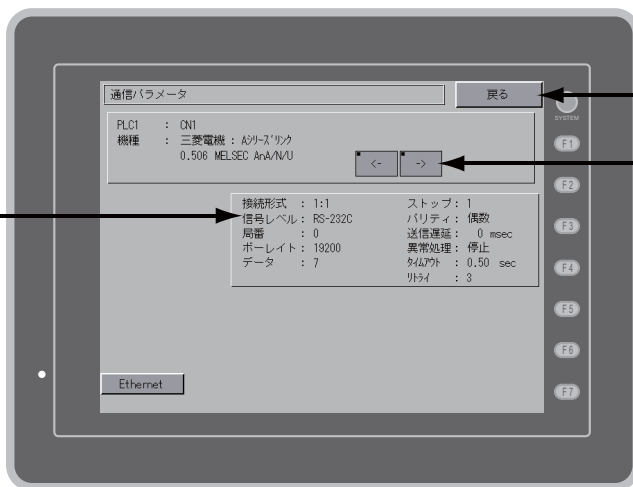 通信パラメータ
戻る
SYSTEM
PLC1 : CN1
機種 : 三菱電機 : Aシリーズリンク
0.506 MELSEC AnA/N/U
<-
->
F1
F2
F3
F4
F5
F6
F7
接続形式 : 1:1
信号レベル : RS-232C
局番 : 0
ボーレイト : 19200
データ : 7
ストップ : 1
パリティ : 偶数
送信遅延 : 0 msec
異常処理 : 停止
タイムアウト : 0.50 sec
リトライ : 3
Ethernet